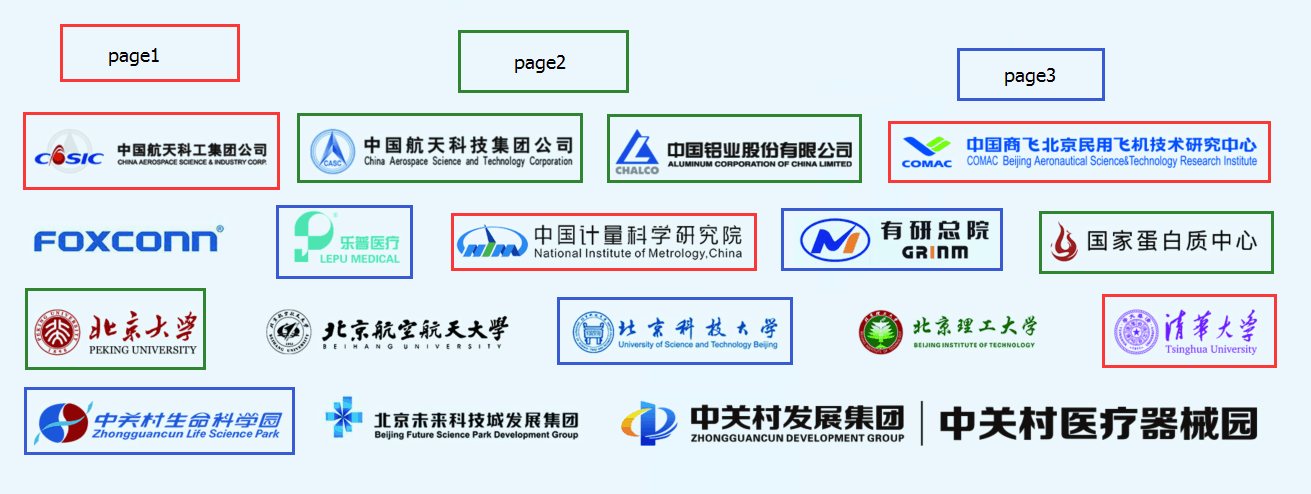 page1
page2
page3
CASIC
中国航天科工集团公司
CHINA AEROSPACE SCIENCE & INDUSTRY CORP.
CASC
中国航天科技集团公司
China Aerospace Science and Technology Corporation
CHALCO
中国铝业股份有限公司
ALUMINUM CORPORATION OF CHINA LIMITED
COMAC
中国商飞北京民用飞机技术研究中心
COMAC Beijing Aeronautical Science&Technology Research Institute
FOXCONN®
乐普医疗
LEPU MEDICAL
NIM
中国计量科学研究院
National Institute of Metrology,China
有研总院
GRINM
国家蛋白质中心
PEKING UNIVERSITY
1898
北京大学
PEKING UNIVERSITY
北京航空航天大學
BEIHANG UNIVERSITY
北京科技大学
University of Science and Technology Beijing
北京理工大学
BEIJING INSTITUTE OF TECHNOLOGY
清華大学
Tsinghua University
中关村生命科学园
Zhongguancun Life Science Park
北京未来科技城发展集团
Beijing Future Science Park Development Group
中关村发展集团
ZHONGGUANCUN DEVELOPMENT GROUP
中关村医疗器械园